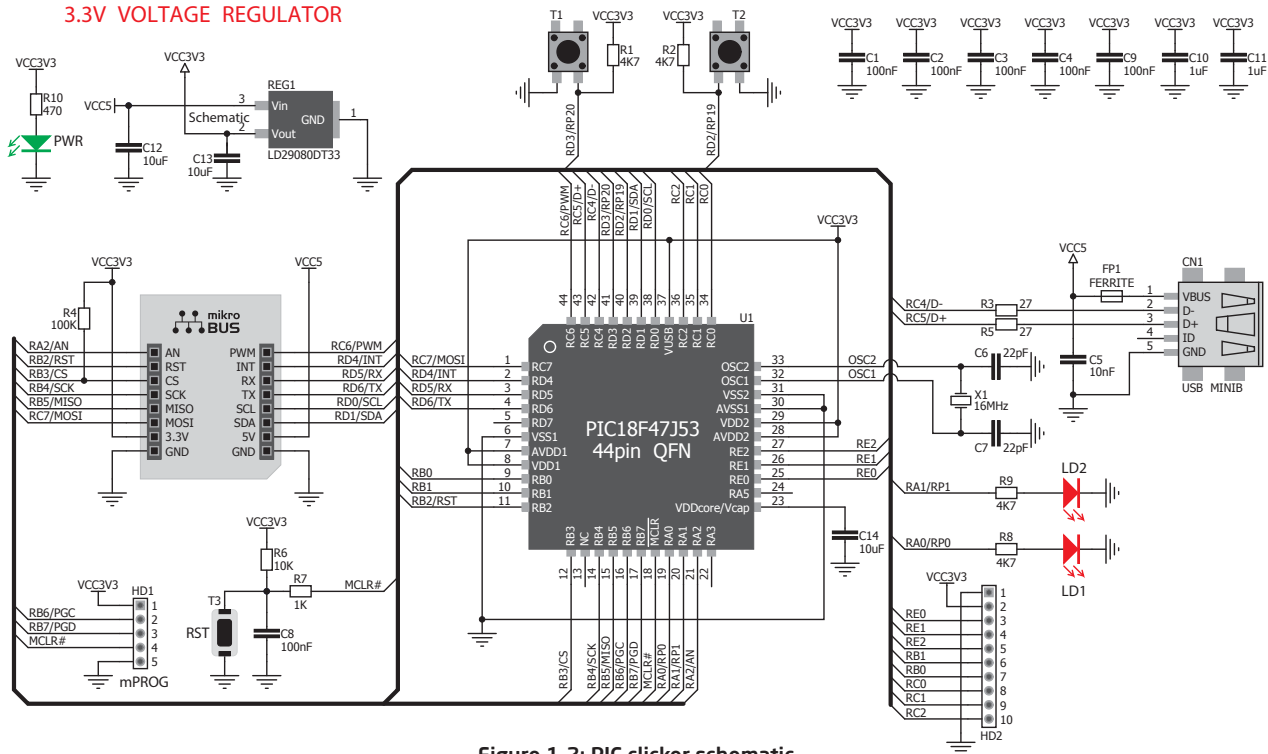 3.3V VOLTAGE REGULATOR
VCC3V3
R10
470
PWR
VCC3V3
VCC5
C12
10uF
Schematic
C13
10uF
REG1
3 Vin
GND 1
2 Vout
LD29080DT33
T1
VCC3V3
R1
4K7
RD3/RP20
VCC3V3
T2
R2
4K7
RD2/RP19
VCC3V3 VCC3V3 VCC3V3 VCC3V3 VCC3V3 VCC3V3 VCC3V3
C1 C2 C3 C4 C9 C10 C11
100nF 100nF 100nF 100nF 100nF 1uF 1uF
VCC3V3
R4
100K
VCC5
mikro
BUS
RA2/AN AN PWM RC6/PWM
RB2/RST RST INT RD4/INT
RB3/CS CS RX RD5/RX
RB4/SCK SCK TX RD6/TX
RB5/MISO MISO SCL RD0/SCL
RC7/MOSI MOSI SDA RD1/SDA
3.3V 5V
GND GND
RC6/PWM
RC5/D+
RC4/D-
RD3/RP20
RD2/RP19
RD1/SDA
RD0/SCL
RC2
RC1
RC0
VCC3V3
44 43 42 41 40 39 38 37 36 35 34
RC6 RC5 RC4 RD3 RD2 RD1 RD0 VUSB RC2 RC1 RC0
U1
RC7/MOSI 1 RC7
RD4/INT 2 RD4
RD5/RX 3 RD5
RD6/TX 4 RD6
5 RD7
6 VSS1
7 AVDD1
8 VDD1
RB0 9 RB0
RB1 10 RB1
RB2/RST 11 RB2
PIC18F47J53
44pin QFN
OSC2 33 OSC2
OSC1 32 OSC1
VSS2 31
AVSS1 30
VDD2 29
AVDD2 28
RE2 27 RE2
RE1 26 RE1
RE0 25 RE0
RA5 24
VDDcore/Vcap 23
RB3 NC RB4 RB5 RB6 RB7 MCLR RA0 RA1 RA2 RA3
12 13 14 15 16 17 18 19 20 21 22
RB3/CS
RB4/SCK
RB5/MISO
RB6/PGC
RB7/PGD
MCLR#
RA0/RP0
RA1/RP1
RA2/AN
C14
10uF
C6 22pF
X1
16MHz
C7 22pF
VCC5
FP1
FERRITE
CN1
RC4/D- R3 27
RC5/D+ R5 27
1 VBUS
2 D-
3 D+
4 ID
5 GND
C5
10nF
USB MINIB
RA1/RP1 R9 4K7 LD2
RA0/RP0 R8 4K7 LD1
VCC3V3
1
2
RE0 3
RE1 4
RE2 5
RB1 6
RB0 7
RC0 8
RC1 9
RC2 10
HD2
VCC3V3
R6
10K
R7
1K
MCLR#
T3
RST
C8
100nF
VCC3V3
HD1
1
RB6/PGC 2
RB7/PGD 3
MCLR# 4
5
mPROG
Figure 1-2: PIC clicker schematic